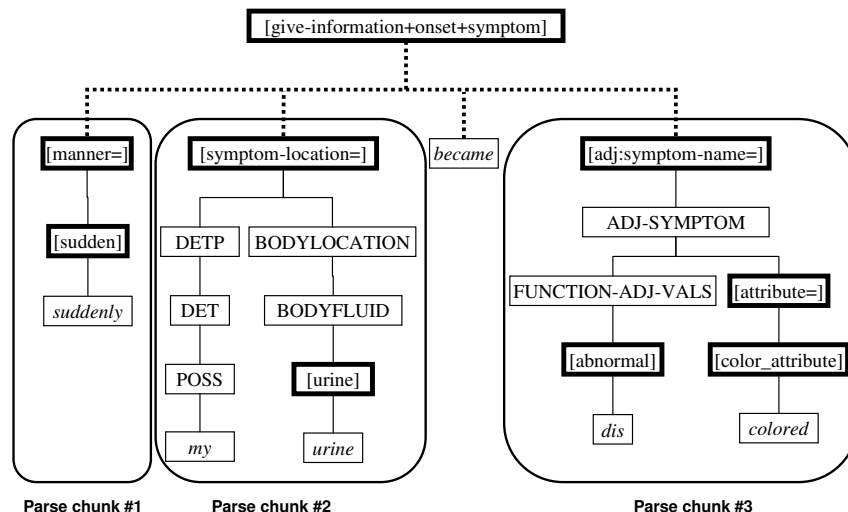 [give-information+onset+symptom]
[manner=] [symptom-location=] became [adj:symptom-name=]
ADJ-SYMPTOM
[sudden] DETP BODYLOCATION
FUNCTION-ADJ-VALS [attribute=]
suddenly DET BODYFLUID
POSS [urine] [abnormal] [color_attribute]
my urine dis colored
Parse chunk #1 Parse chunk #2 Parse chunk #3